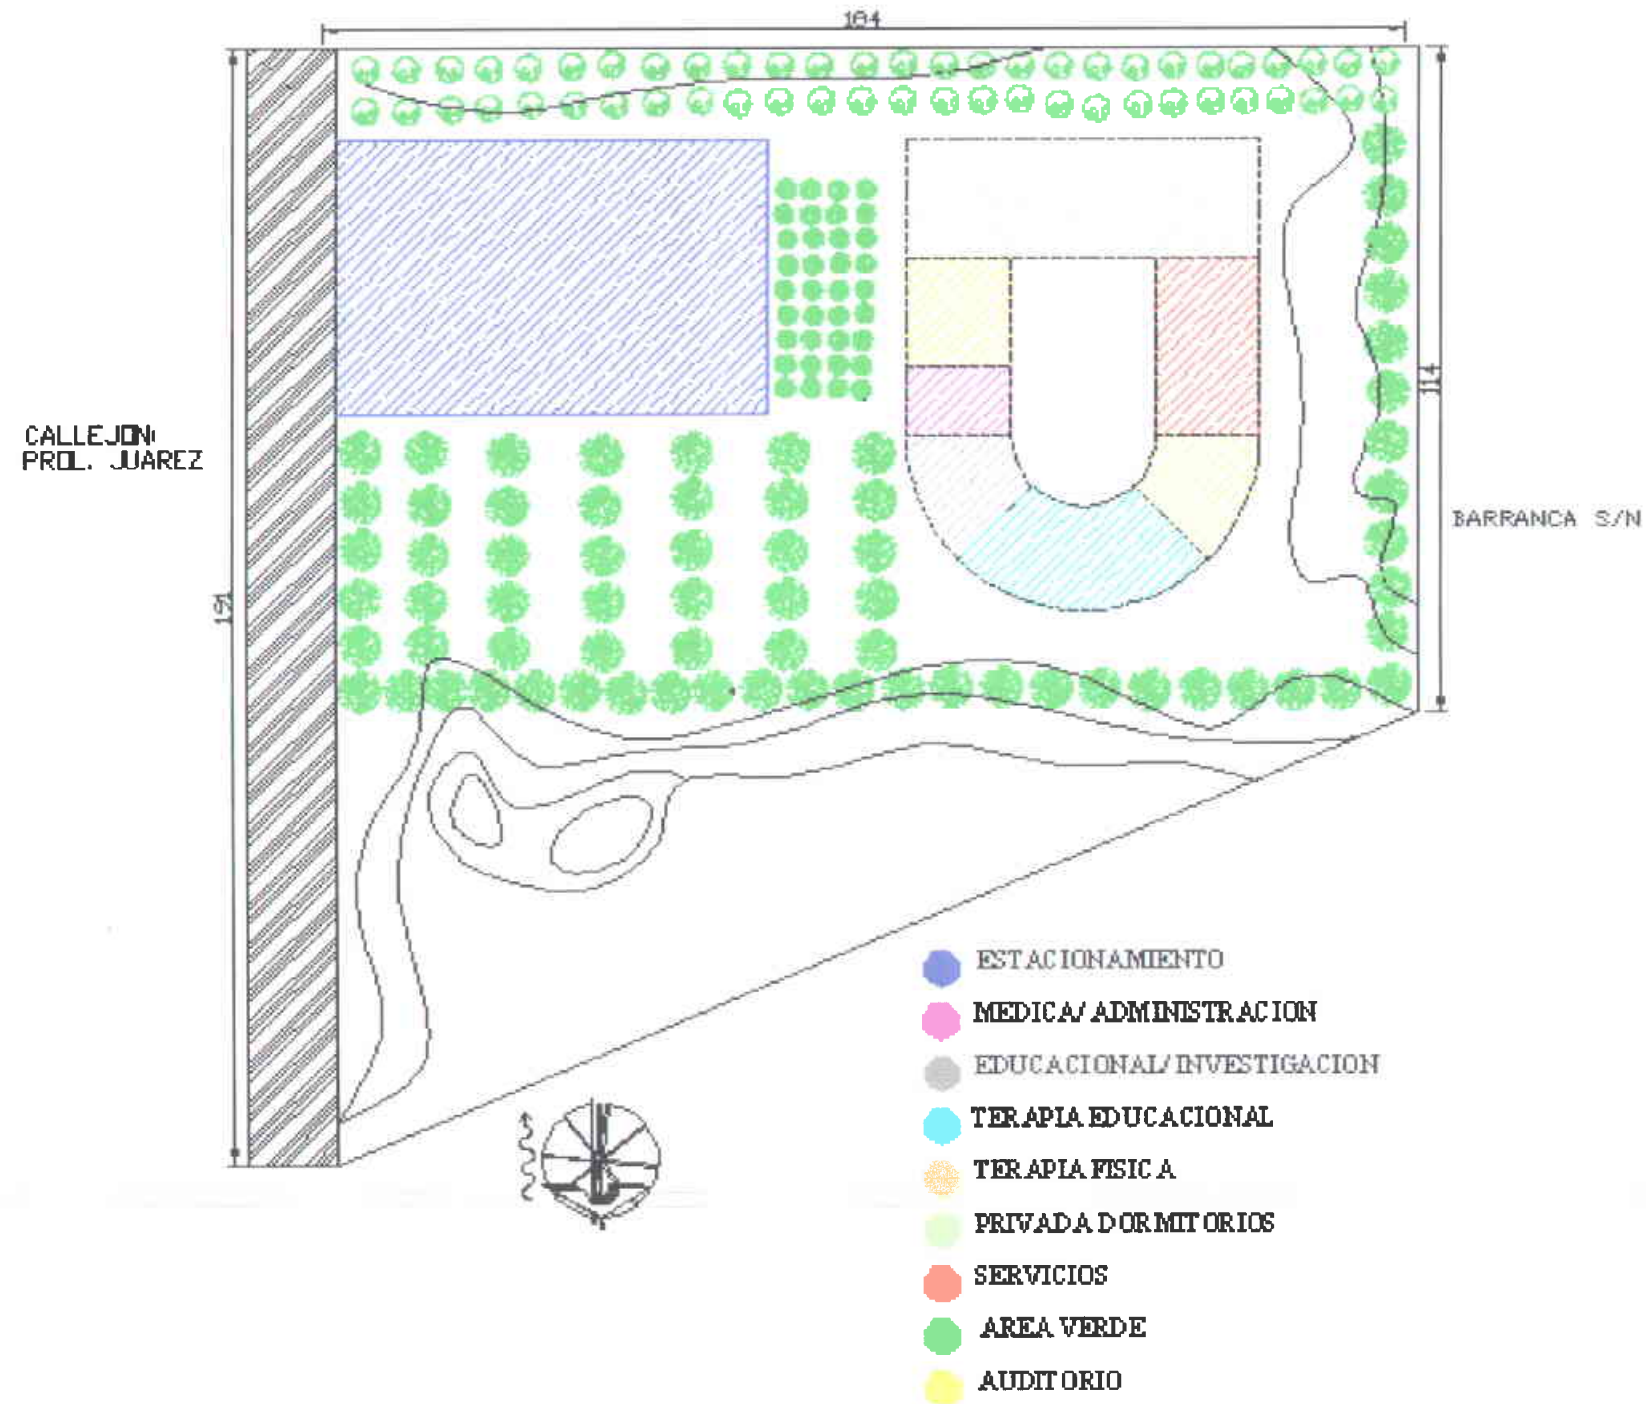 184
CALLEJON:
PROL. JUAREZ
191
114
BARRANCA S/N
ESTACIONAMIENTO
MEDICA/ADMINISTRACION
EDUCACIONAL/INVESTIGACION
TERAPIA EDUCACIONAL
TERAPIA FISICA
PRIVADA DORMITORIOS
SERVICIOS
AREA VERDE
AUDITORIO